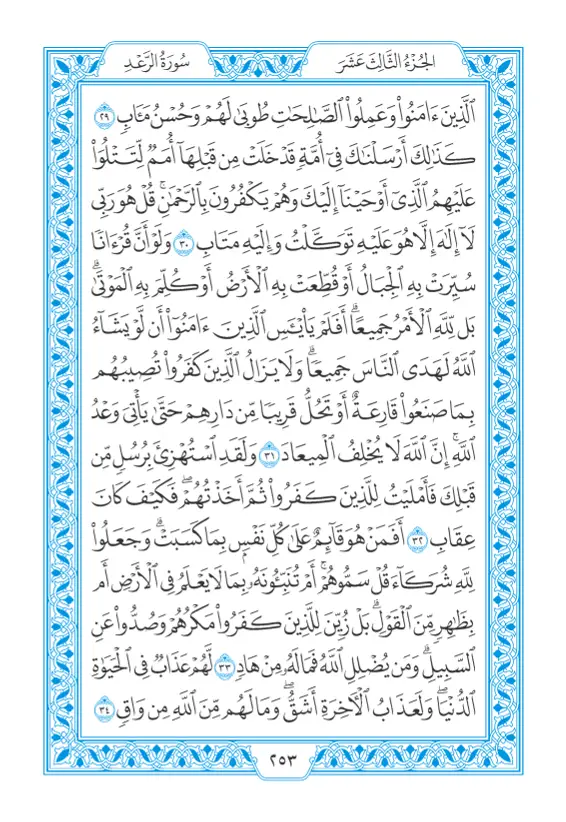 الجُزْءُ الثَّالِثَ عَشَرَ
سُورَةُ الرَّعْدِ
ٱلَّذِينَ ءَامَنُوا۟ وَعَمِلُوا۟ ٱلصَّـٰلِحَـٰتِ طُوبَىٰ لَهُمْ وَحُسْنُ مَـَٔابٍ ٢٩
كَذَٰلِكَ أَرْسَلْنَـٰكَ فِىٓ أُمَّةٍ قَدْ خَلَتْ مِن قَبْلِهَآ أُمَمٌ لِّتَتْلُوَا۟
عَلَيْهِمُ ٱلَّذِىٓ أَوْحَيْنَآ إِلَيْكَ وَهُمْ يَكْفُرُونَ بِٱلرَّحْمَـٰنِ ۚ قُلْ هُوَ رَبِّى
لَآ إِلَـٰهَ إِلَّا هُوَ عَلَيْهِ تَوَكَّلْتُ وَإِلَيْهِ مَتَابِ ٣٠ وَلَوْ أَنَّ قُرْءَانًا
سُيِّرَتْ بِهِ ٱلْجِبَالُ أَوْ قُطِّعَتْ بِهِ ٱلْأَرْضُ أَوْ كُلِّمَ بِهِ ٱلْمَوْتَىٰ ۗ
بَل لِّلَّهِ ٱلْأَمْرُ جَمِيعًا ۗ أَفَلَمْ يَا۟يْـَٔسِ ٱلَّذِينَ ءَامَنُوٓا۟ أَن لَّوْ يَشَآءُ
ٱللَّهُ لَهَدَى ٱلنَّاسَ جَمِيعًا ۗ وَلَا يَزَالُ ٱلَّذِينَ كَفَرُوا۟ تُصِيبُهُم
بِمَا صَنَعُوا۟ قَارِعَةٌ أَوْ تَحُلُّ قَرِيبًا مِّن دَارِهِمْ حَتَّىٰ يَأْتِىَ وَعْدُ
ٱللَّهِ ۚ إِنَّ ٱللَّهَ لَا يُخْلِفُ ٱلْمِيعَادَ ٣١ وَلَقَدِ ٱسْتُهْزِئَ بِرُسُلٍ مِّن
قَبْلِكَ فَأَمْلَيْتُ لِلَّذِينَ كَفَرُوا۟ ثُمَّ أَخَذْتُهُمْ ۖ فَكَيْفَ كَانَ
عِقَابِ ٣٢ أَفَمَنْ هُوَ قَآئِمٌ عَلَىٰ كُلِّ نَفْسٍۭ بِمَا كَسَبَتْ ۗ وَجَعَلُوا۟
لِلَّهِ شُرَكَآءَ قُلْ سَمُّوهُمْ ۚ أَمْ تُنَبِّـُٔونَهُۥ بِمَا لَا يَعْلَمُ فِى ٱلْأَرْضِ أَم
بِظَـٰهِرٍ مِّنَ ٱلْقَوْلِ ۗ بَلْ زُيِّنَ لِلَّذِينَ كَفَرُوا۟ مَكْرُهُمْ وَصُدُّوا۟ عَنِ
ٱلسَّبِيلِ ۗ وَمَن يُضْلِلِ ٱللَّهُ فَمَا لَهُۥ مِنْ هَادٍ ٣٣ لَّهُمْ عَذَابٌ فِى ٱلْحَيَوٰةِ
ٱلدُّنْيَا ۖ وَلَعَذَابُ ٱلْـَٔاخِرَةِ أَشَقُّ ۖ وَمَا لَهُم مِّنَ ٱللَّهِ مِن وَاقٍ ٣٤
٢٥٣